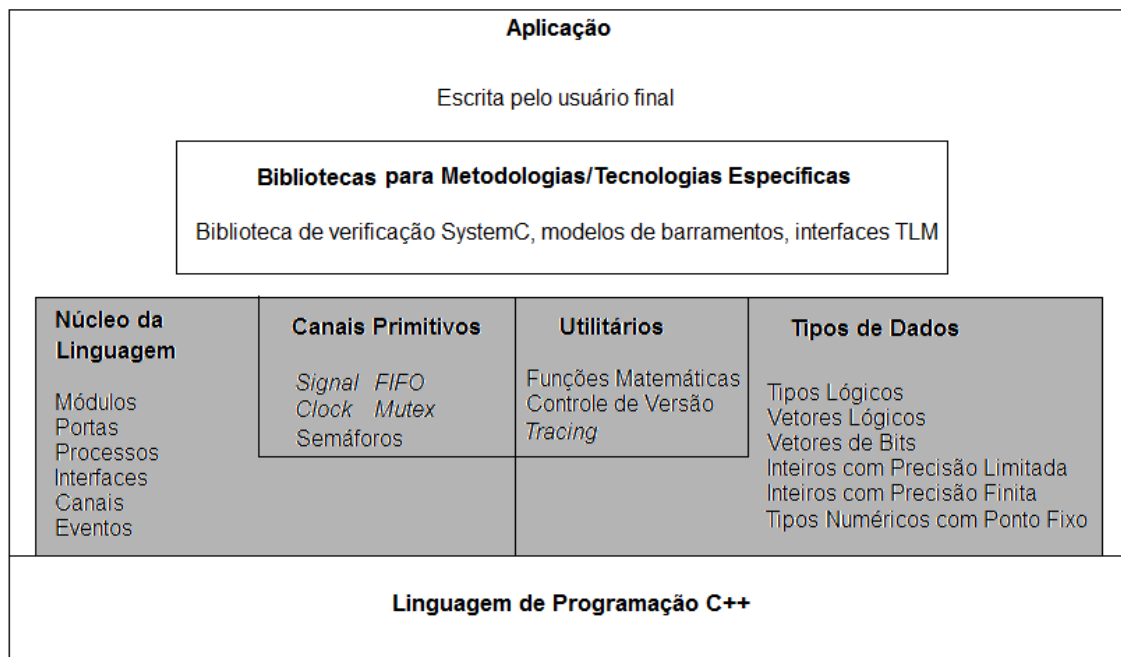 Aplicação
Escrita pelo usuário final
Bibliotecas para Metodologias/Tecnologias Específicas
Biblioteca de verificação SystemC, modelos de barramentos, interfaces TLM
Núcleo da
Linguagem
Módulos
Portas
Processos
Interfaces
Canais
Eventos
Canais Primitivos
Signal FIFO
Clock Mutex
Semáforos
Utilitários
Funções Matemáticas
Controle de Versão
Tracing
Tipos de Dados
Tipos Lógicos
Vetores Lógicos
Vetores de Bits
Inteiros com Precisão Limitada
Inteiros com Precisão Finita
Tipos Numéricos com Ponto Fixo
Linguagem de Programação C++